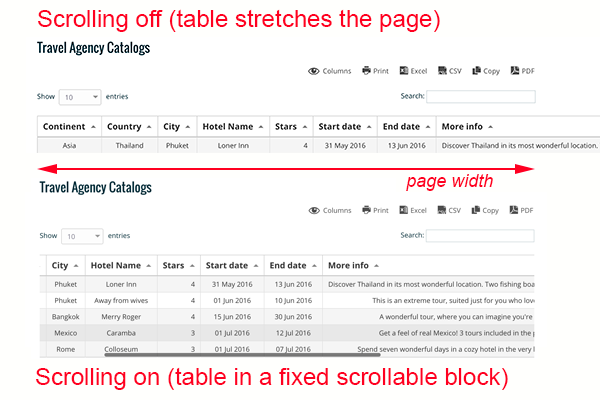 Scrolling off (table stretches the page)
Travel Agency Catalogs
Columns Print Excel CSV Copy PDF
Show 10 entries Search:
Continent Country City Hotel Name Stars Start date End date More info
Asia Thailand Phuket Loner Inn 4 31 May 2016 13 Jun 2016 Discover Thailand in its most wonderful location.
page width
Travel Agency Catalogs
Columns Print Excel CSV Copy PDF
Show 10 entries Search:
City Hotel Name Stars Start date End date More info
Phuket Loner Inn 4 31 May 2016 13 Jun 2016 Discover Thailand in its most wonderful location. Two fishing boa
Phuket Away from wives 4 01 Jun 2016 10 Jun 2016 This is an extreme tour, suited just for you who love
Bangkok Merry Roger 4 15 Jun 2016 30 Jun 2016 A wonderful tour, where you can imagine you're
Mexico Caramba 3 01 Jul 2016 12 Jul 2016 Get a feel of real Mexico! 3 tours included in the p
Rome Colloseum 3 01 Jul 2016 07 Jul 2016 Spend seven wonderful days in a cozy hotel in the very
Scrolling on (table in a fixed scrollable block)